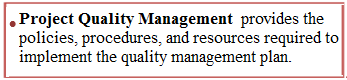 • Project Quality Management provides the
policies, procedures, and resources required to
implement the quality management plan.